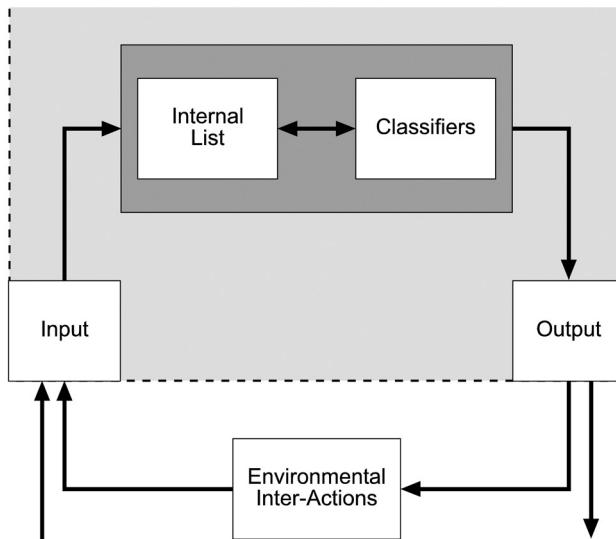 Internal
List
Classifiers
Input
Output
Environmental
Inter-Actions